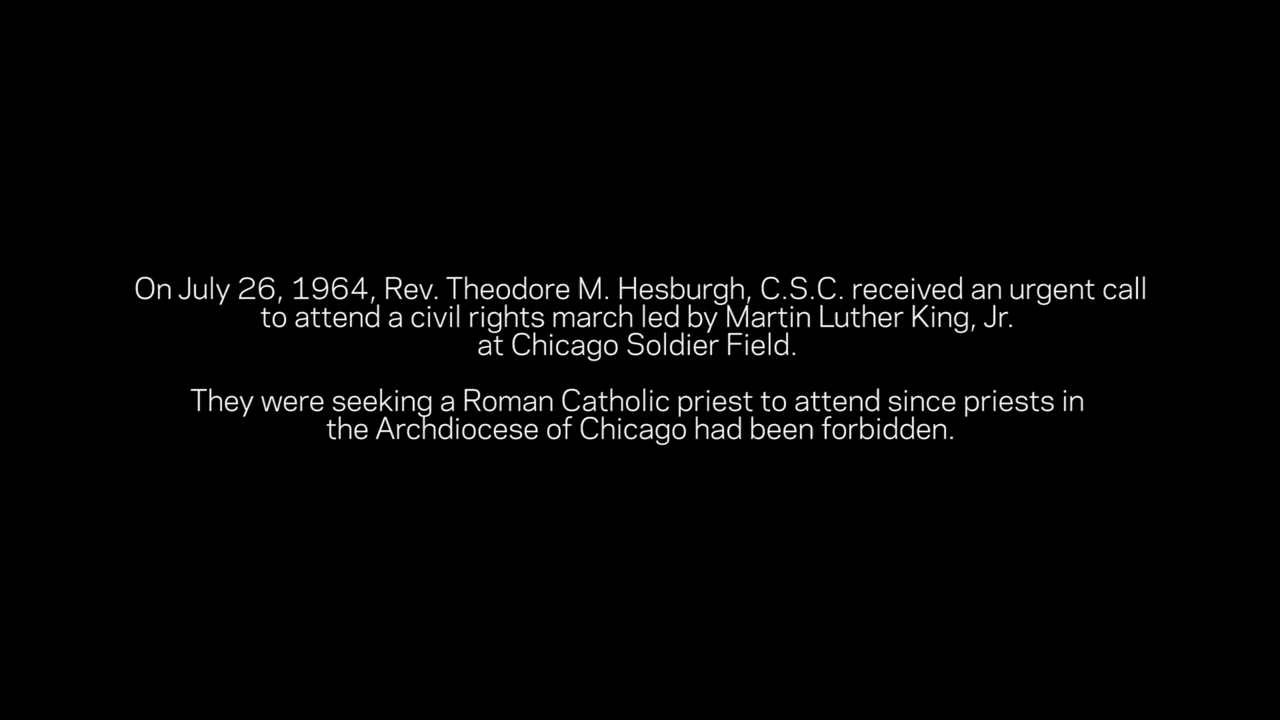 On July 26, 1964, Rev. Theodore M. Hesburgh, C.S.C. received an urgent call
to attend a civil rights march led by Martin Luther King, Jr.
at Chicago Soldier Field.
They were seeking a Roman Catholic priest to attend since priests in
the Archdiocese of Chicago had been forbidden.